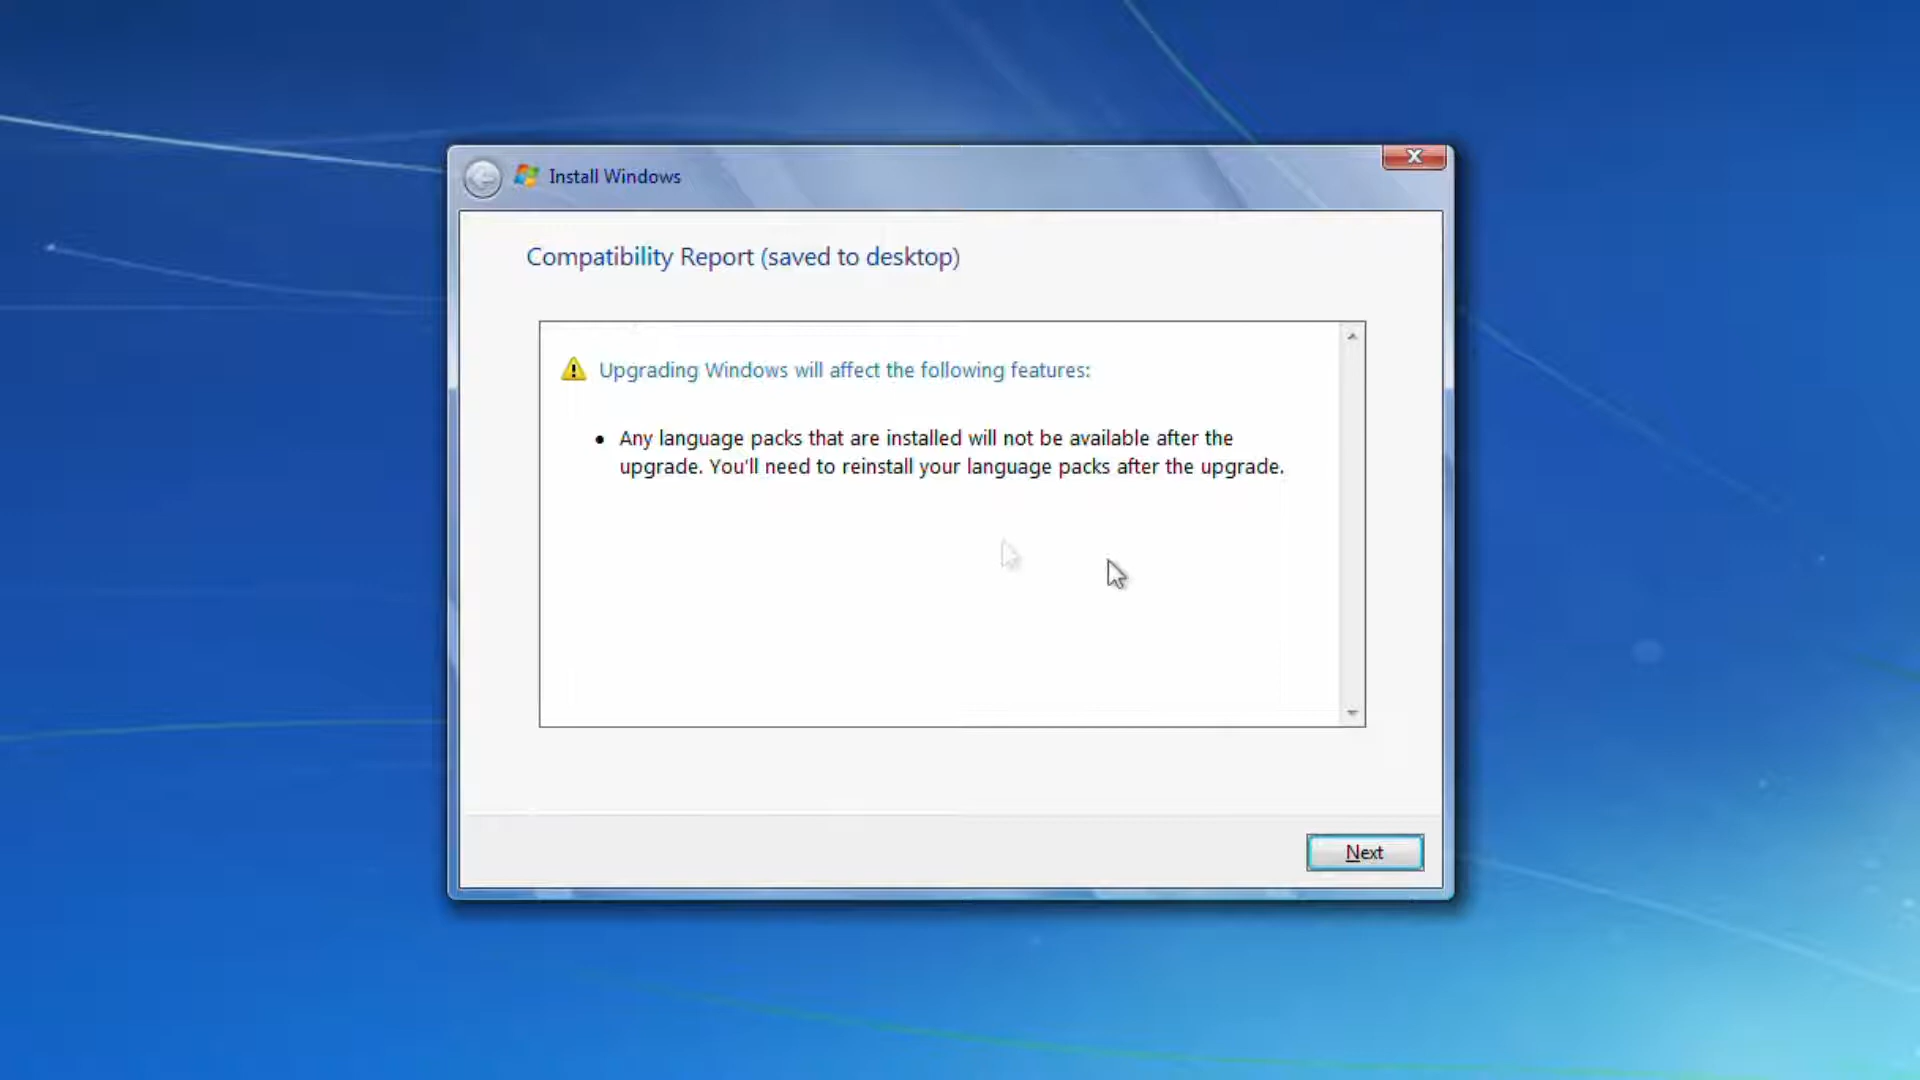 Install Windows
Compatibility Report (saved to desktop)
Upgrading Windows will affect the following features:
• Any language packs that are installed will not be available after the
upgrade. You'll need to reinstall your language packs after the upgrade.
Next